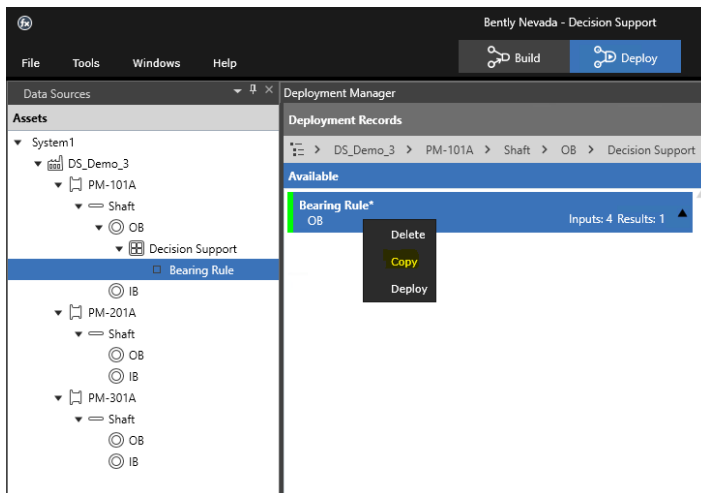 fx
Bently Nevada - Decision Support
File Tools Windows Help
Build Deploy
Data Sources
Assets
System1
DS_Demo_3
PM-101A
Shaft
OB
Decision Support
Bearing Rule
IB
PM-201A
Shaft
OB
IB
PM-301A
Shaft
OB
IB
Deployment Manager
Deployment Records
> DS_Demo_3 > PM-101A > Shaft > OB > Decision Support
Available
Bearing Rule*
OB
Inputs: 4 Results: 1
Delete
Copy
Deploy